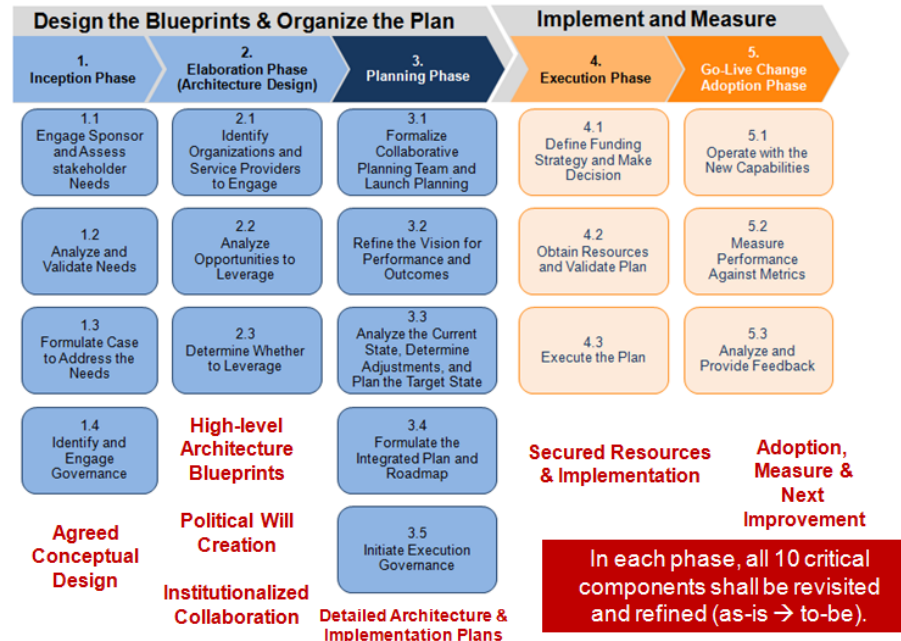 Design the Blueprints & Organize the Plan
Implement and Measure
1.
Inception Phase
2.
Elaboration Phase
(Architecture Design)
3.
Planning Phase
4.
Execution Phase
5.
Go-Live Change
Adoption Phase
1.1
Engage Sponsor
and Assess
stakeholder
Needs
2.1
Identify
Organizations and
Service Providers
to Engage
3.1
Formalize
Collaborative
Planning Team and
Launch Planning
4.1
Define Funding
Strategy and Make
Decision
5.1
Operate with the
New Capabilities
1.2
Analyze and
Validate Needs
2.2
Analyze
Opportunities to
Leverage
3.2
Refine the Vision for
Performance and
Outcomes
4.2
Obtain Resources
and Validate Plan
5.2
Measure
Performance
Against Metrics
1.3
Formulate Case
to Address the
Needs
2.3
Determine Whether
to Leverage
3.3
Analyze the Current
State, Determine
Adjustments, and
Plan the Target State
4.3
Execute the Plan
5.3
Analyze and
Provide Feedback
1.4
Identify and
Engage
Governance
High-level
Architecture
Blueprints
3.4
Formulate the
Integrated Plan and
Roadmap
Secured Resources
& Implementation
Adoption,
Measure &
Next
Improvement
Agreed
Conceptual
Design
Political Will
Creation
Institutionalized
Collaboration
3.5
Initiate Execution
Governance
Detailed Architecture &
Implementation Plans
In each phase, all 10 critical
components shall be revisited
and refined (as-is → to-be).